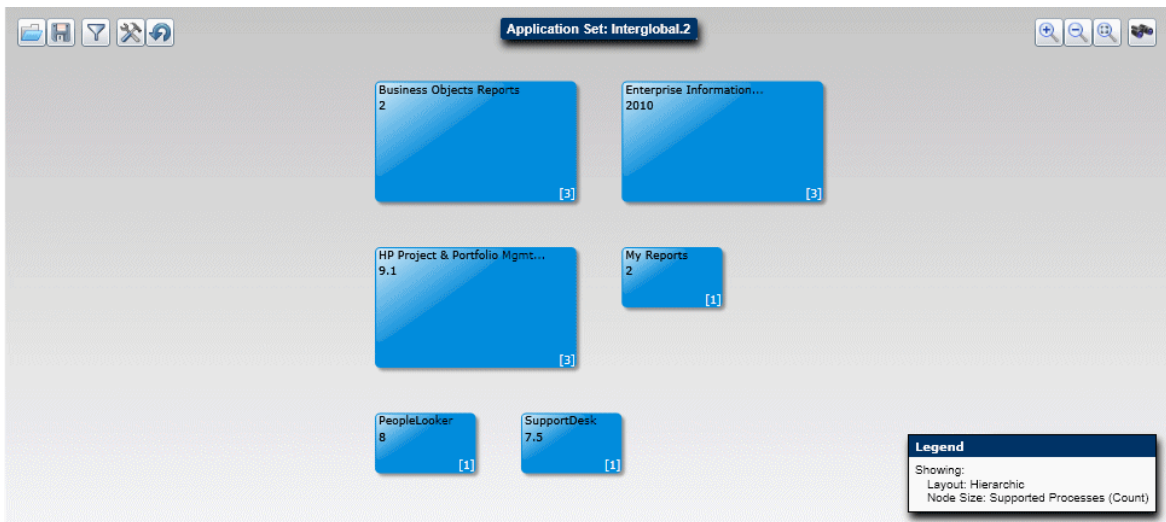 Application Set: Interglobal.2
Business Objects Reports
2
[3]
Enterprise Information...
2010
[3]
HP Project & Portfolio Mgmt...
9.1
[3]
My Reports
2
[1]
PeopleLooker
8
[1]
SupportDesk
7.5
[1]
Legend
Showing:
Layout: Hierarchic
Node Size: Supported Processes (Count)